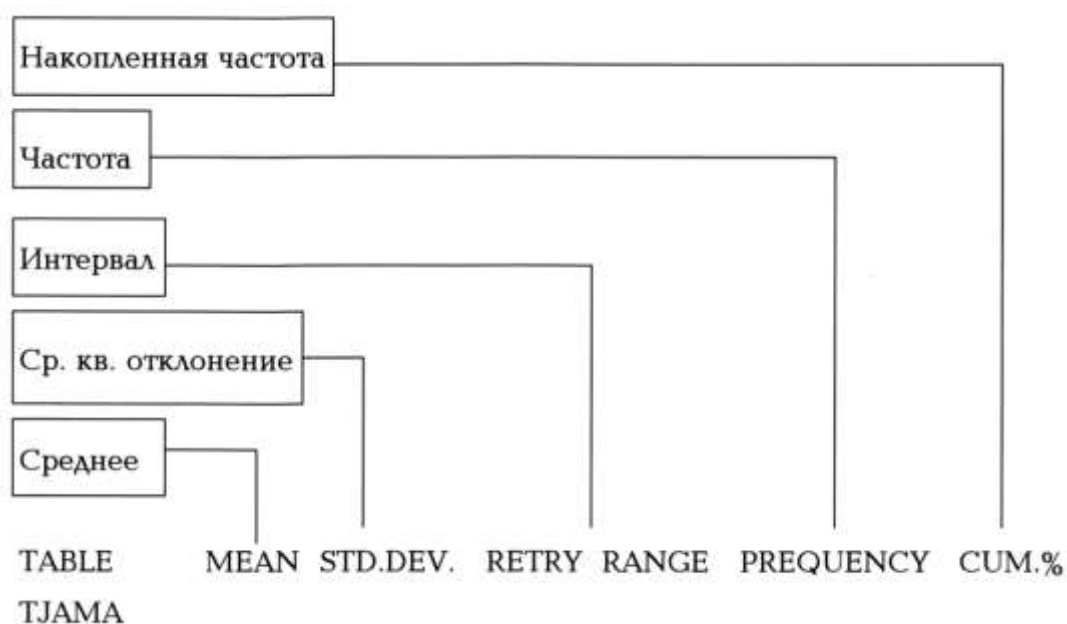 Накопленная частота
Частота
Интервал
Ср. кв. отклонение
Среднее
TABLE MEAN STD.DEV. RETRY RANGE PREQUENCY CUM.%
TJAMA